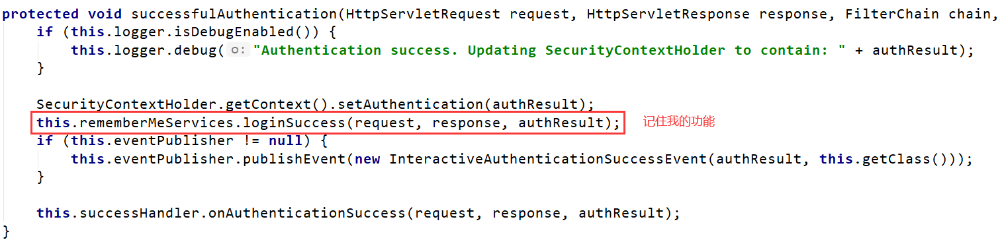 protected void successfulAuthentication(HttpServletRequest request, HttpServletResponse response, FilterChain chain,
if (this.logger.isDebugEnabled()) {
this.logger.debug( o: "Authentication success. Updating SecurityContextHolder to contain: " + authResult);
}
SecurityContextHolder.getContext().setAuthentication(authResult);
this.rememberMeServices.loginSuccess(request, response, authResult); 记住我的功能
if (this.eventPublisher != null) {
this.eventPublisher.publishEvent(new InteractiveAuthenticationSuccessEvent(authResult, this.getClass()));
}
this.successHandler.onAuthenticationSuccess(request, response, authResult);
}